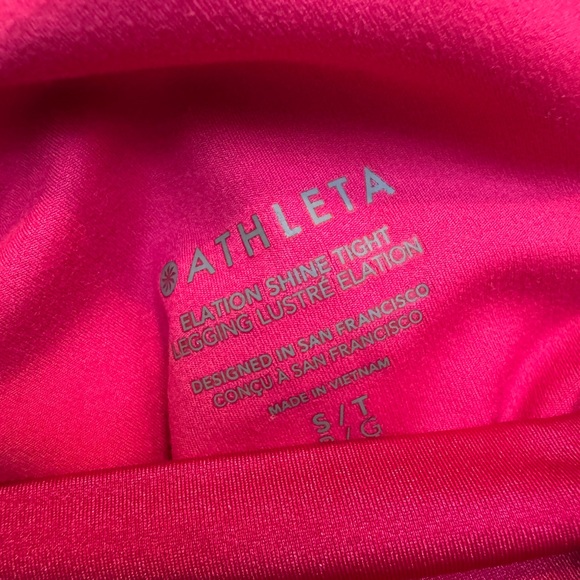 ATHLETA
ELATION SHINE TIGHT
LEGGING LUSTRÉ ELATION
DESIGNED IN SAN FRANCISCO
CONÇU À SAN FRANCISCO
MADE IN VIETNAM
S / T
/ G